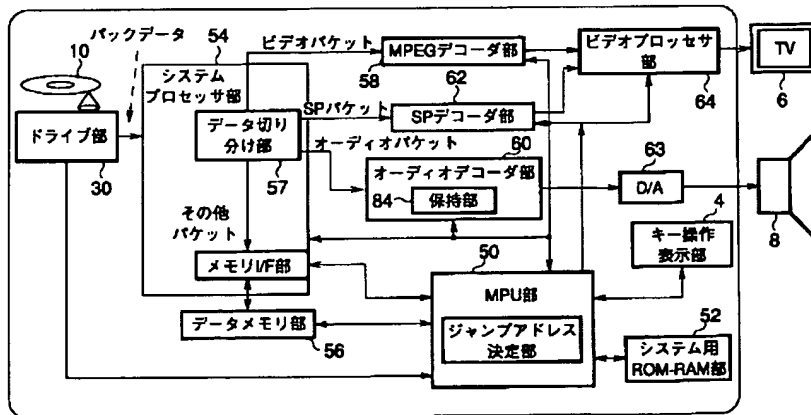 10
パックデータ
54
ビデオパケット
MPEGデコーダ部
58
ビデオプロッセサ
部
64
TV
6
システム
プロセッサ部
62
SPパケット
SPデコーダ部
ドライブ部
30
データ切り
分け部
57
オーディオパケット
60
オーディオデコーダ部
84
保持部
63
D/A
8
その他
パケット
メモリI/F部
データメモリ部
56
50
MPU部
ジャンプアドレス
決定部
4
キー操作
表示部
52
システム用
ROM-RAM部